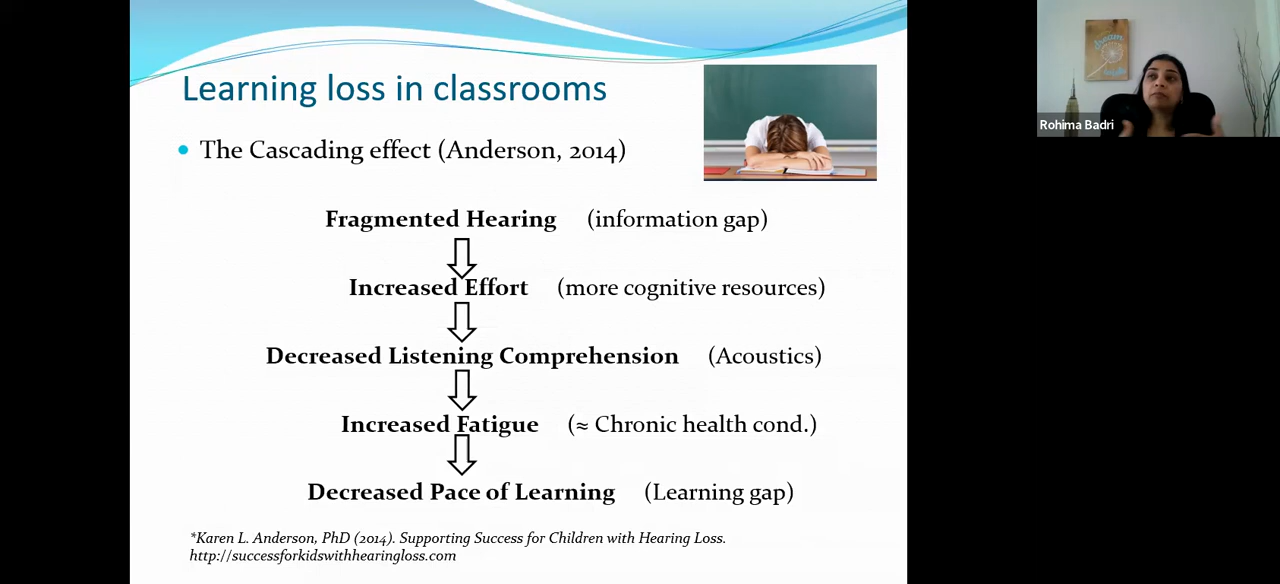 Learning loss in classrooms
• The Cascading effect (Anderson, 2014)
Fragmented Hearing (information gap)
Increased Effort (more cognitive resources)
Decreased Listening Comprehension (Acoustics)
Increased Fatigue (≈ Chronic health cond.)
Decreased Pace of Learning (Learning gap)
*Karen L. Anderson, PhD (2014). Supporting Success for Children with Hearing Loss.
http://successforkidswithhearingloss.com
dream
Rohima Badri